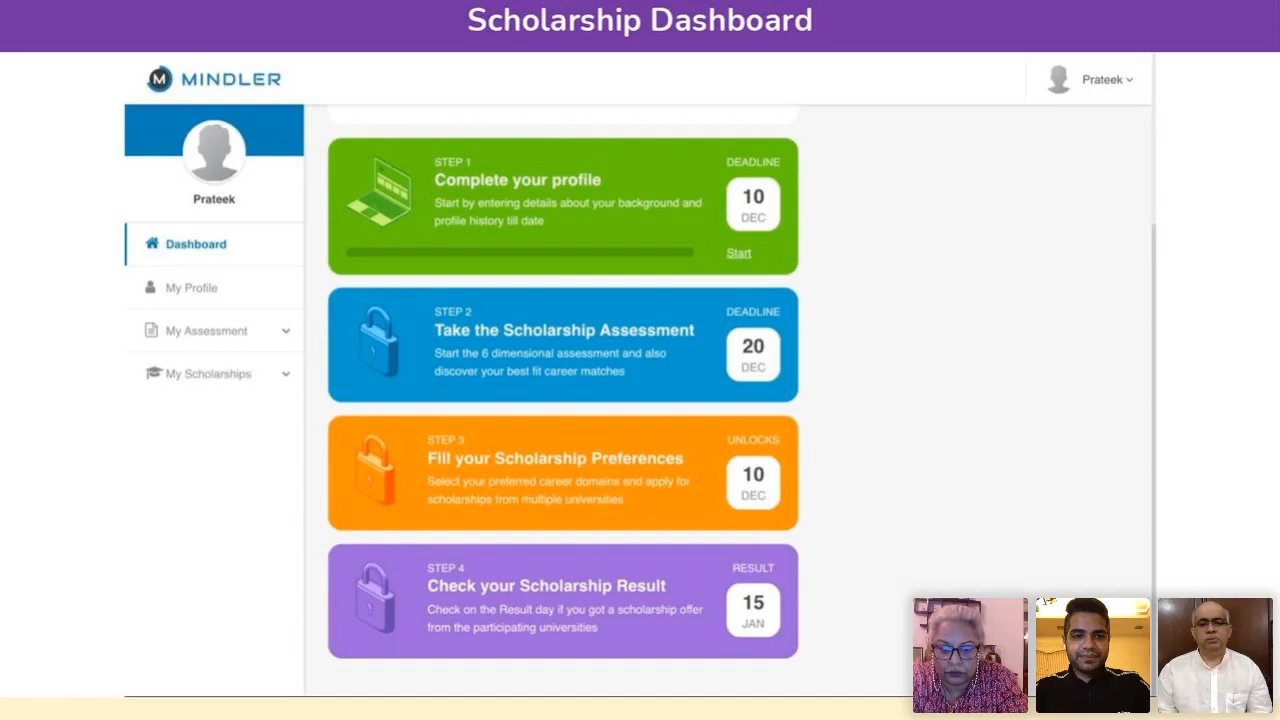 Scholarship Dashboard
M MINDLER
Prateek
Prateek
Dashboard
My Profile
My Assessment
My Scholarships
STEP 1
Complete your profile
Start by entering details about your background and
profile history till date
DEADLINE
10
DEC
Start
STEP 2
Take the Scholarship Assessment
Start the 6 dimensional assessment and also
discover your best fit career matches
DEADLINE
20
DEC
STEP 3
Fill your Scholarship Preferences
Select your preferred career domains and apply for
scholarships from multiple universities
UNLOCKS
10
DEC
STEP 4
Check your Scholarship Result
Check on the Result day if you got a scholarship offer
from the participating universities
RESULT
15
JAN